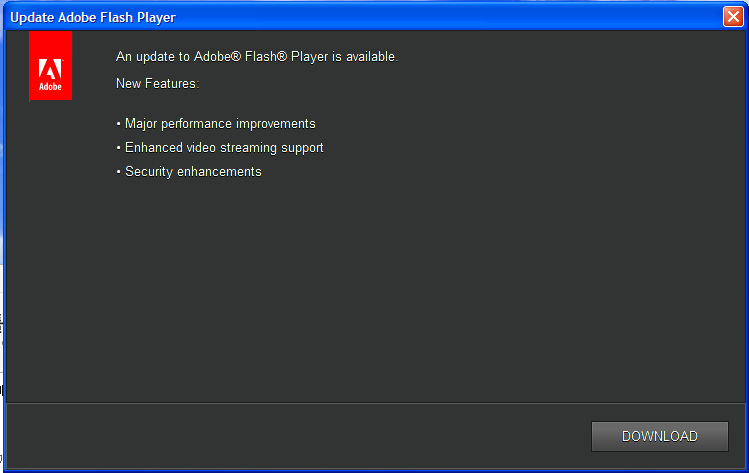 Update Adobe Flash Player
An update to Adobe® Flash® Player is available.
Adobe
New Features:
• Major performance improvements
• Enhanced video streaming support
• Security enhancements
DOWNLOAD